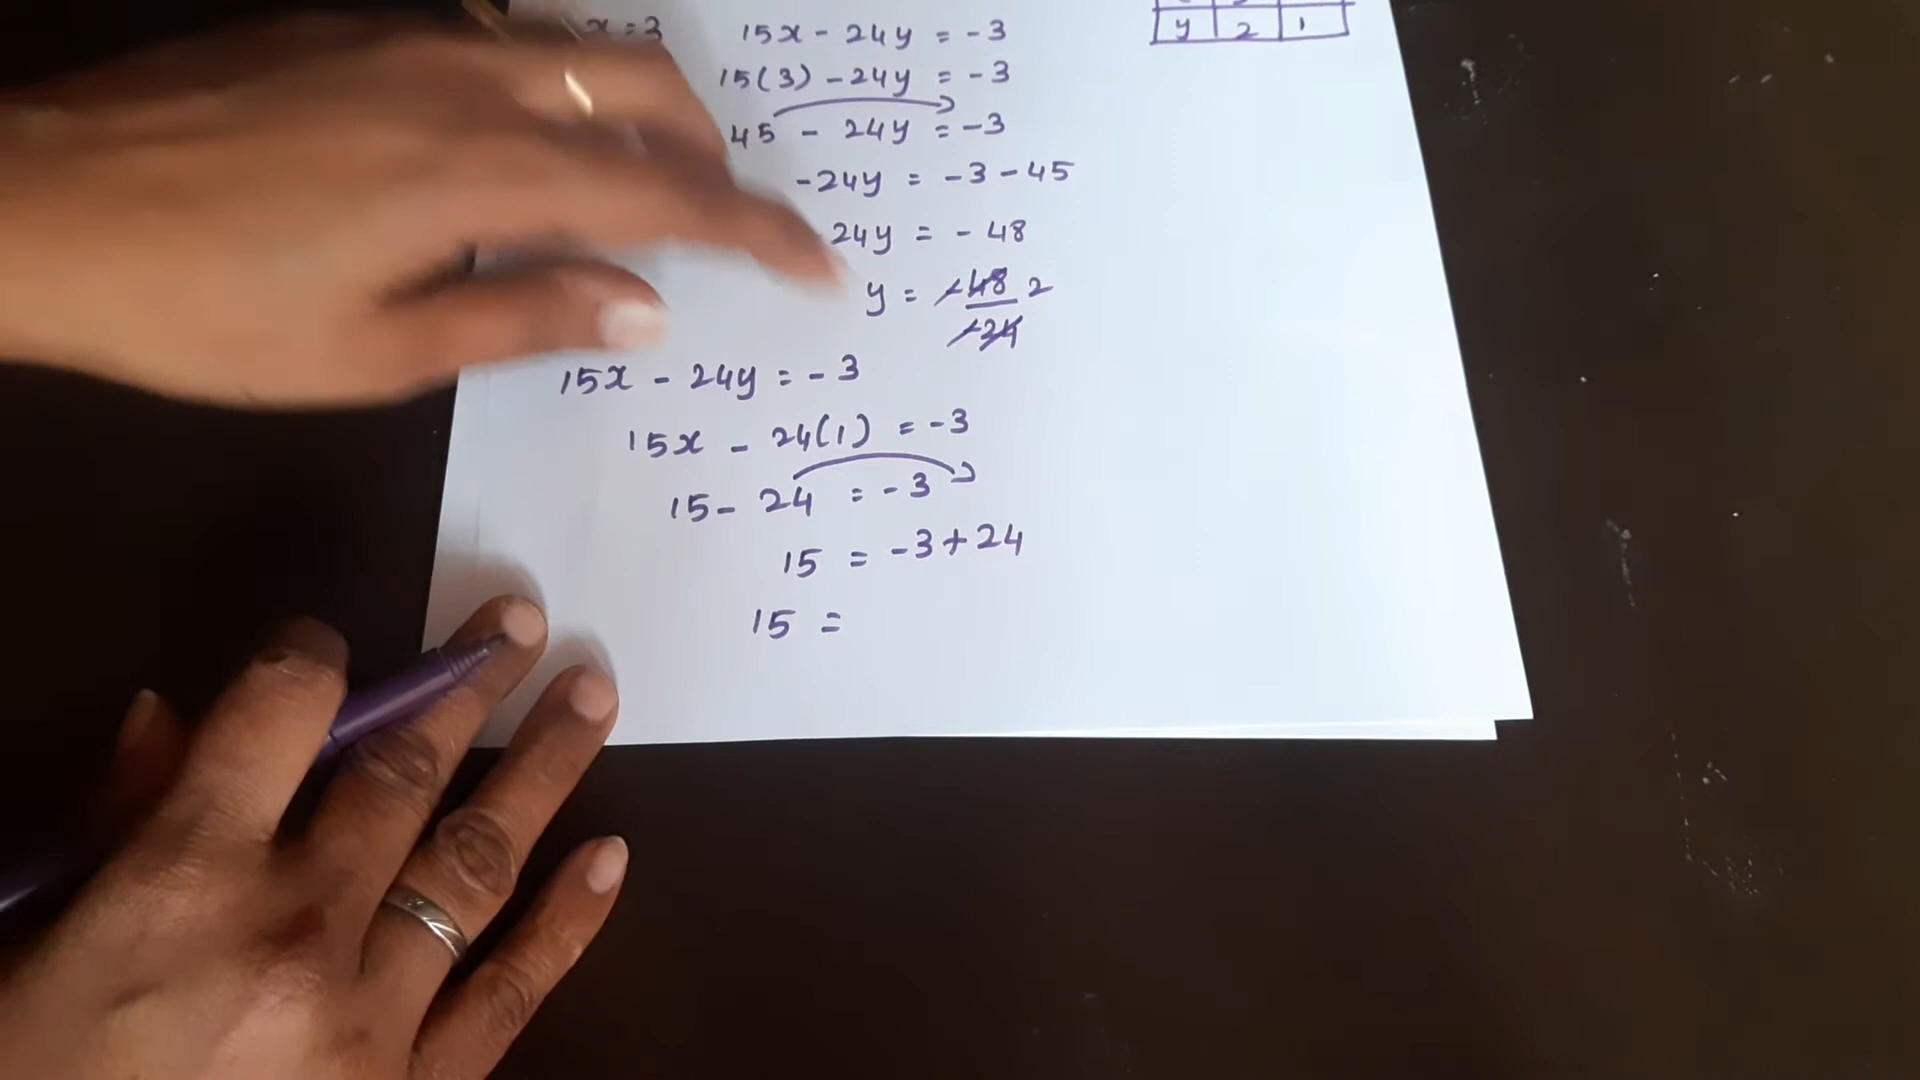 x = 3
15x - 24y = -3
y 2 1
15(3) - 24y = -3
45 - 24y = -3
-24y = -3 - 45
-24y = -48
y = -48 2
-24
15x - 24y = -3
15x - 24(1) = -3
15 - 24 = -3
15 = -3 + 24
15 =